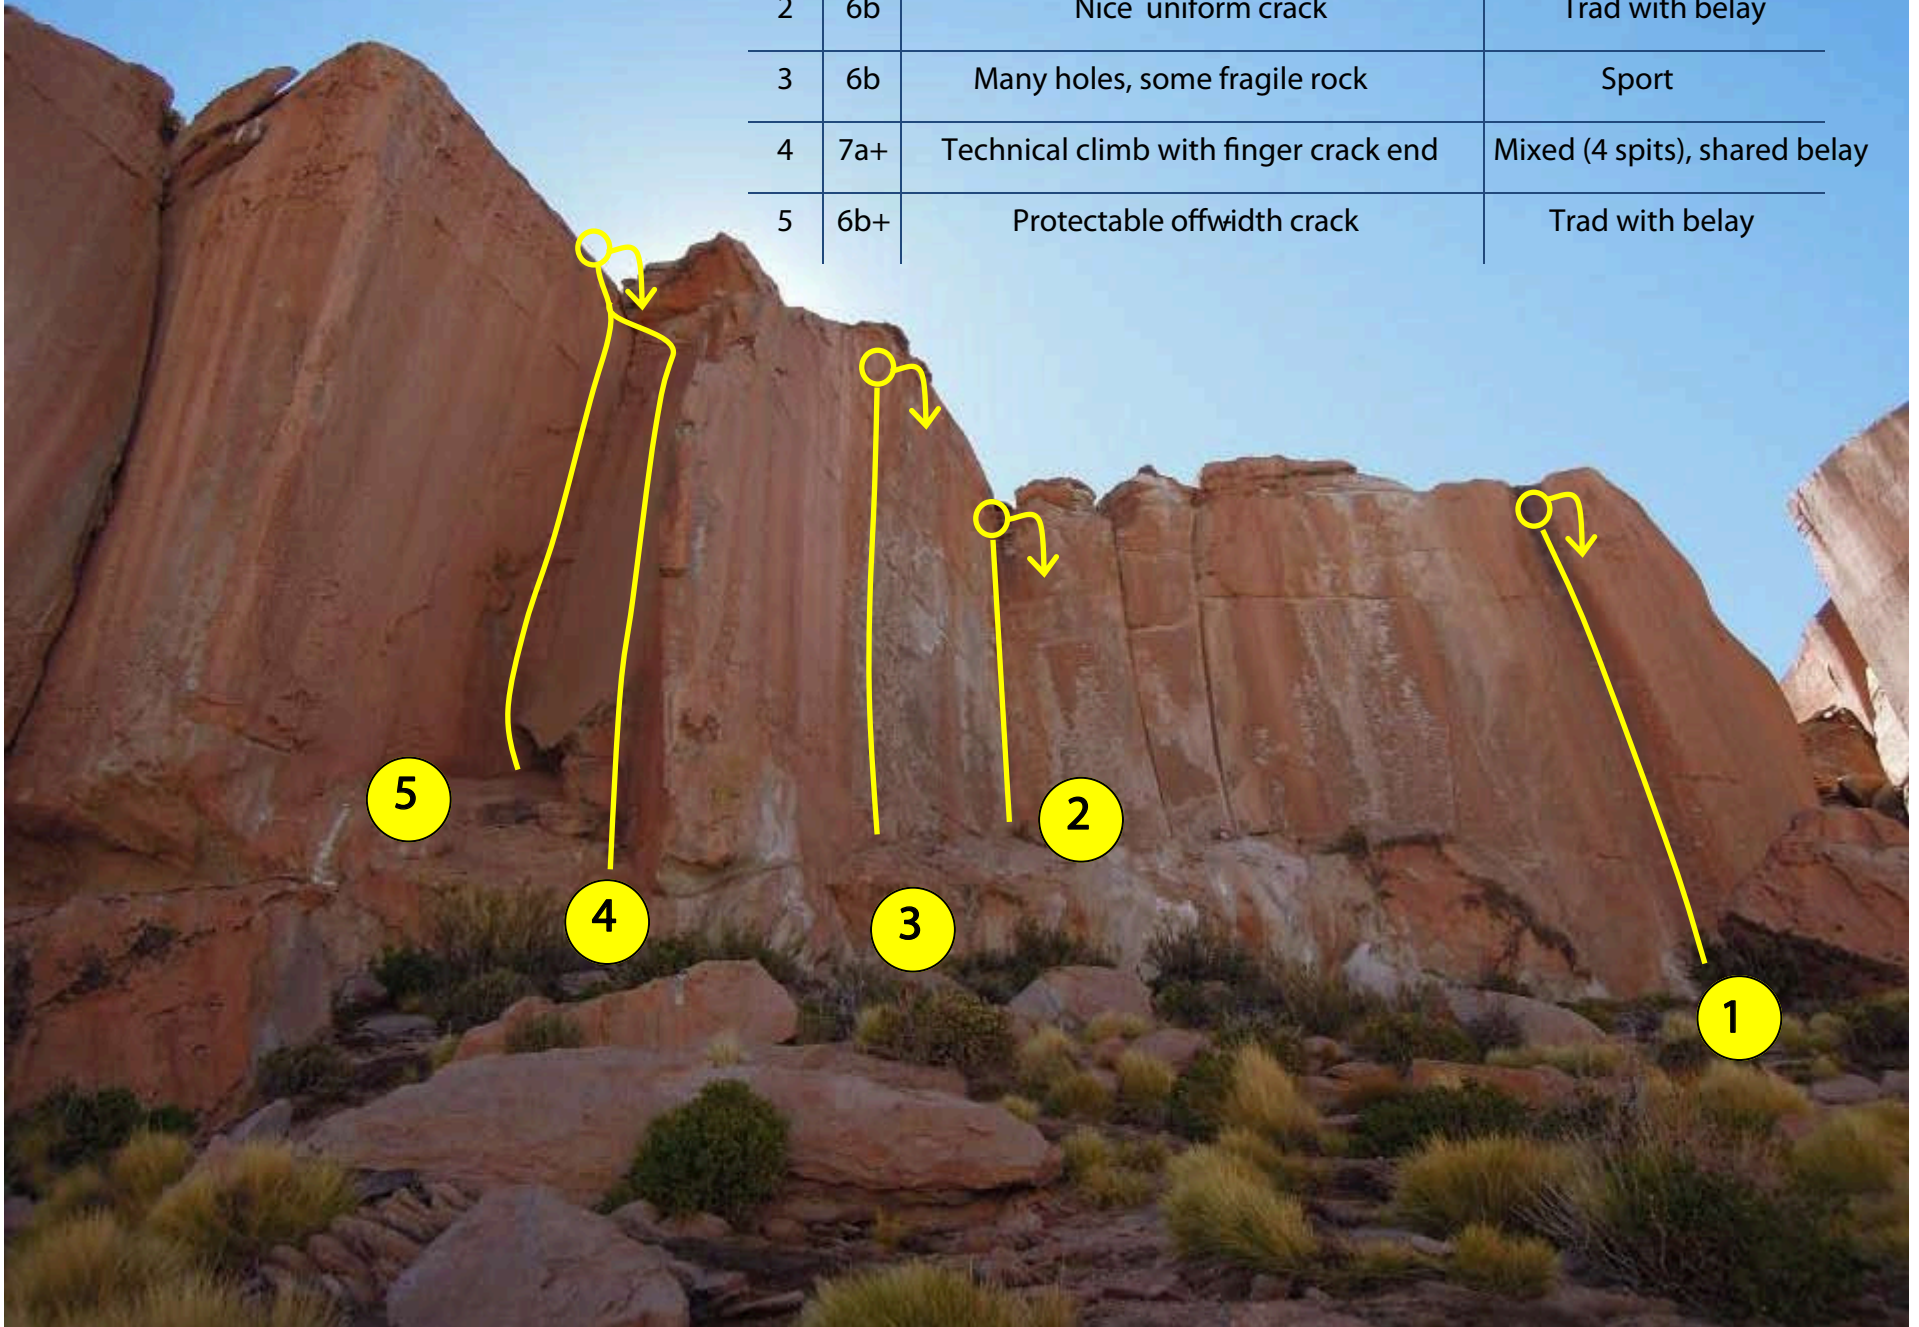 2 6b Nice uniform crack Trad with belay
3 6b Many holes, some fragile rock Sport
4 7a+ Technical climb with finger crack end Mixed (4 spits), shared belay
5 6b+ Protectable offwidth crack Trad with belay
5
2
4
3
1